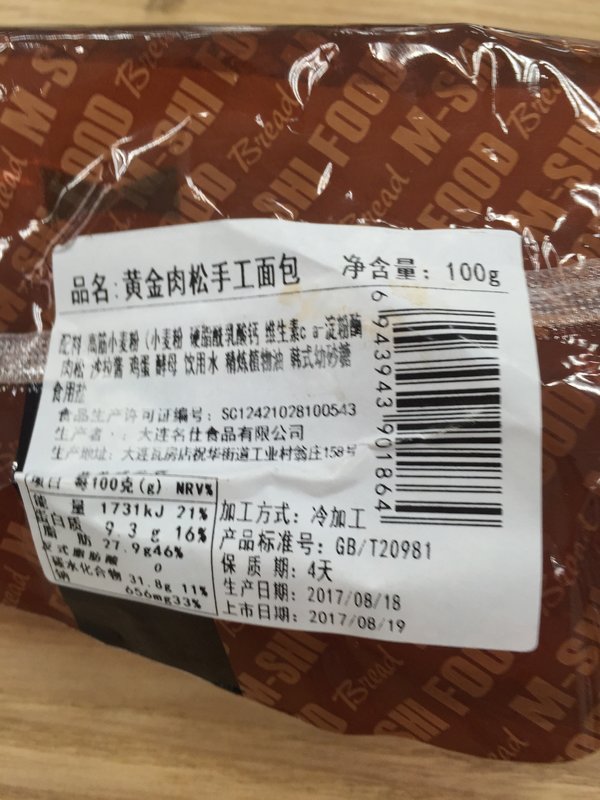 M-SHI FOOD
Bread
品名:黄金肉松手工面包
净含量: 100g
配料 高筋小麦粉 (小麦粉 硬脂酰乳酸钙 维生素c a-淀粉酶
肉松 沙拉酱 鸡蛋 酵母 饮用水 精炼植物油 韩式幼砂糖
食用盐
食品生产许可证编号: SC12421028100543
生产者: 大连名仕食品有限公司
生产地址: 大连瓦房店祝华街道工业村翁庄158号
项目 每100克(g) NRV%
能 量 1731kJ 21%
蛋白质 9.3 g 16%
脂 肪 27.9g46%
反式脂肪酸 0
碳水化合物 31.8g 11%
钠 656mg33%
加工方式: 冷加工
产品标准号: GB/T20981
保 质 期: 4天
生产日期: 2017/08/18
上市日期: 2017/08/19
6 943943 901864